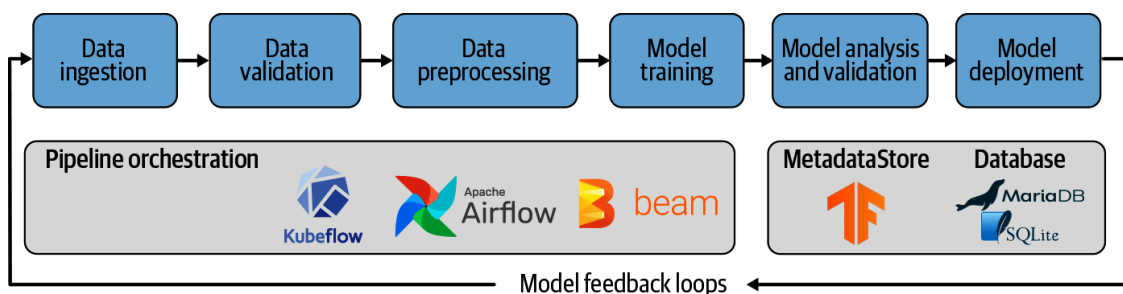 Data
ingestion
Data
validation
Data
preprocessing
Model
training
Model analysis
and validation
Model
deployment
Pipeline orchestration
Kubeflow
Apache
Airflow
beam
MetadataStore
Database
MariaDB
SQLite
Model feedback loops